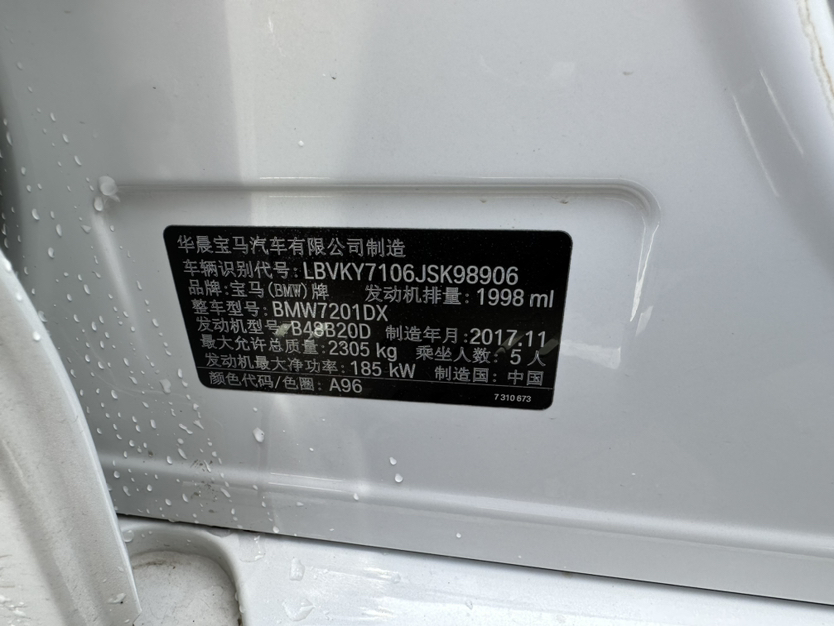 华晨宝马汽车有限公司制造
车辆识别代号: LBVKY7106JSK98906
品牌: 宝马(BMW)牌 发动机排量: 1998 ml
整车型号: BMW7201DX
发动机型号: B48B20D 制造年月: 2017.11
最大允许总质量: 2305 kg 乘坐人数: 5 人
发动机最大净功率: 185 kW 制造国: 中国
颜色代码/色圈: A96
7 310 673